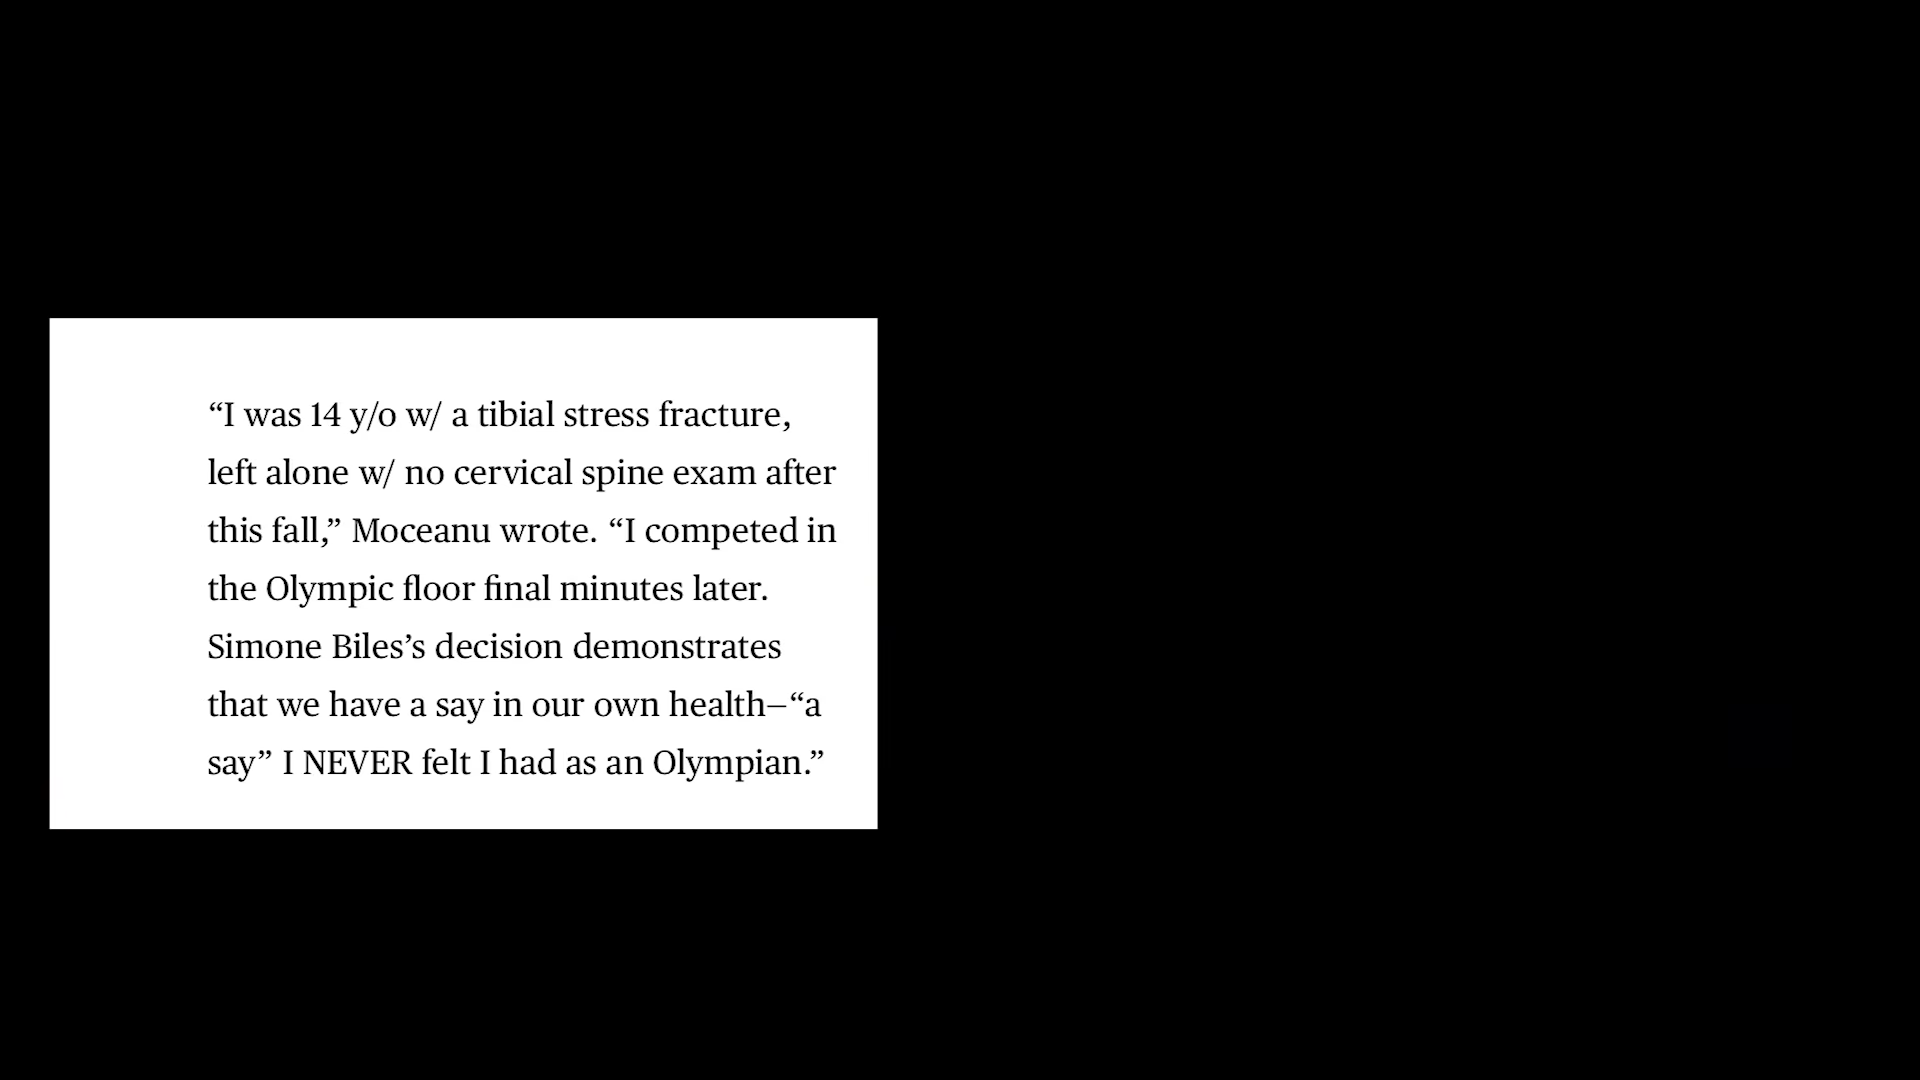 “I was 14 y/o w/ a tibial stress fracture,
left alone w/ no cervical spine exam after
this fall,” Moceanu wrote. “I competed in
the Olympic floor final minutes later.
Simone Biles’s decision demonstrates
that we have a say in our own health—“a
say” I NEVER felt I had as an Olympian.”